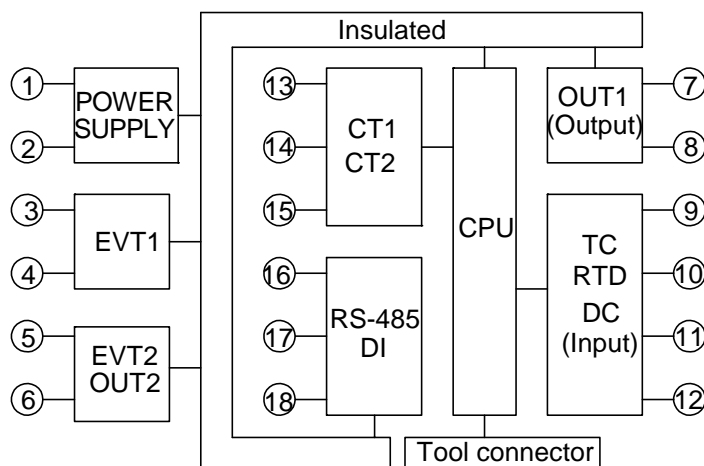 Insulated
1
POWER
SUPPLY
2
3
EVT1
4
5
EVT2
OUT2
6
13
CT1
14
CT2
15
16
RS-485
17
DI
18
CPU
OUT1
(Output)
7
8
TC
RTD
DC
(Input)
9
10
11
12
Tool connector